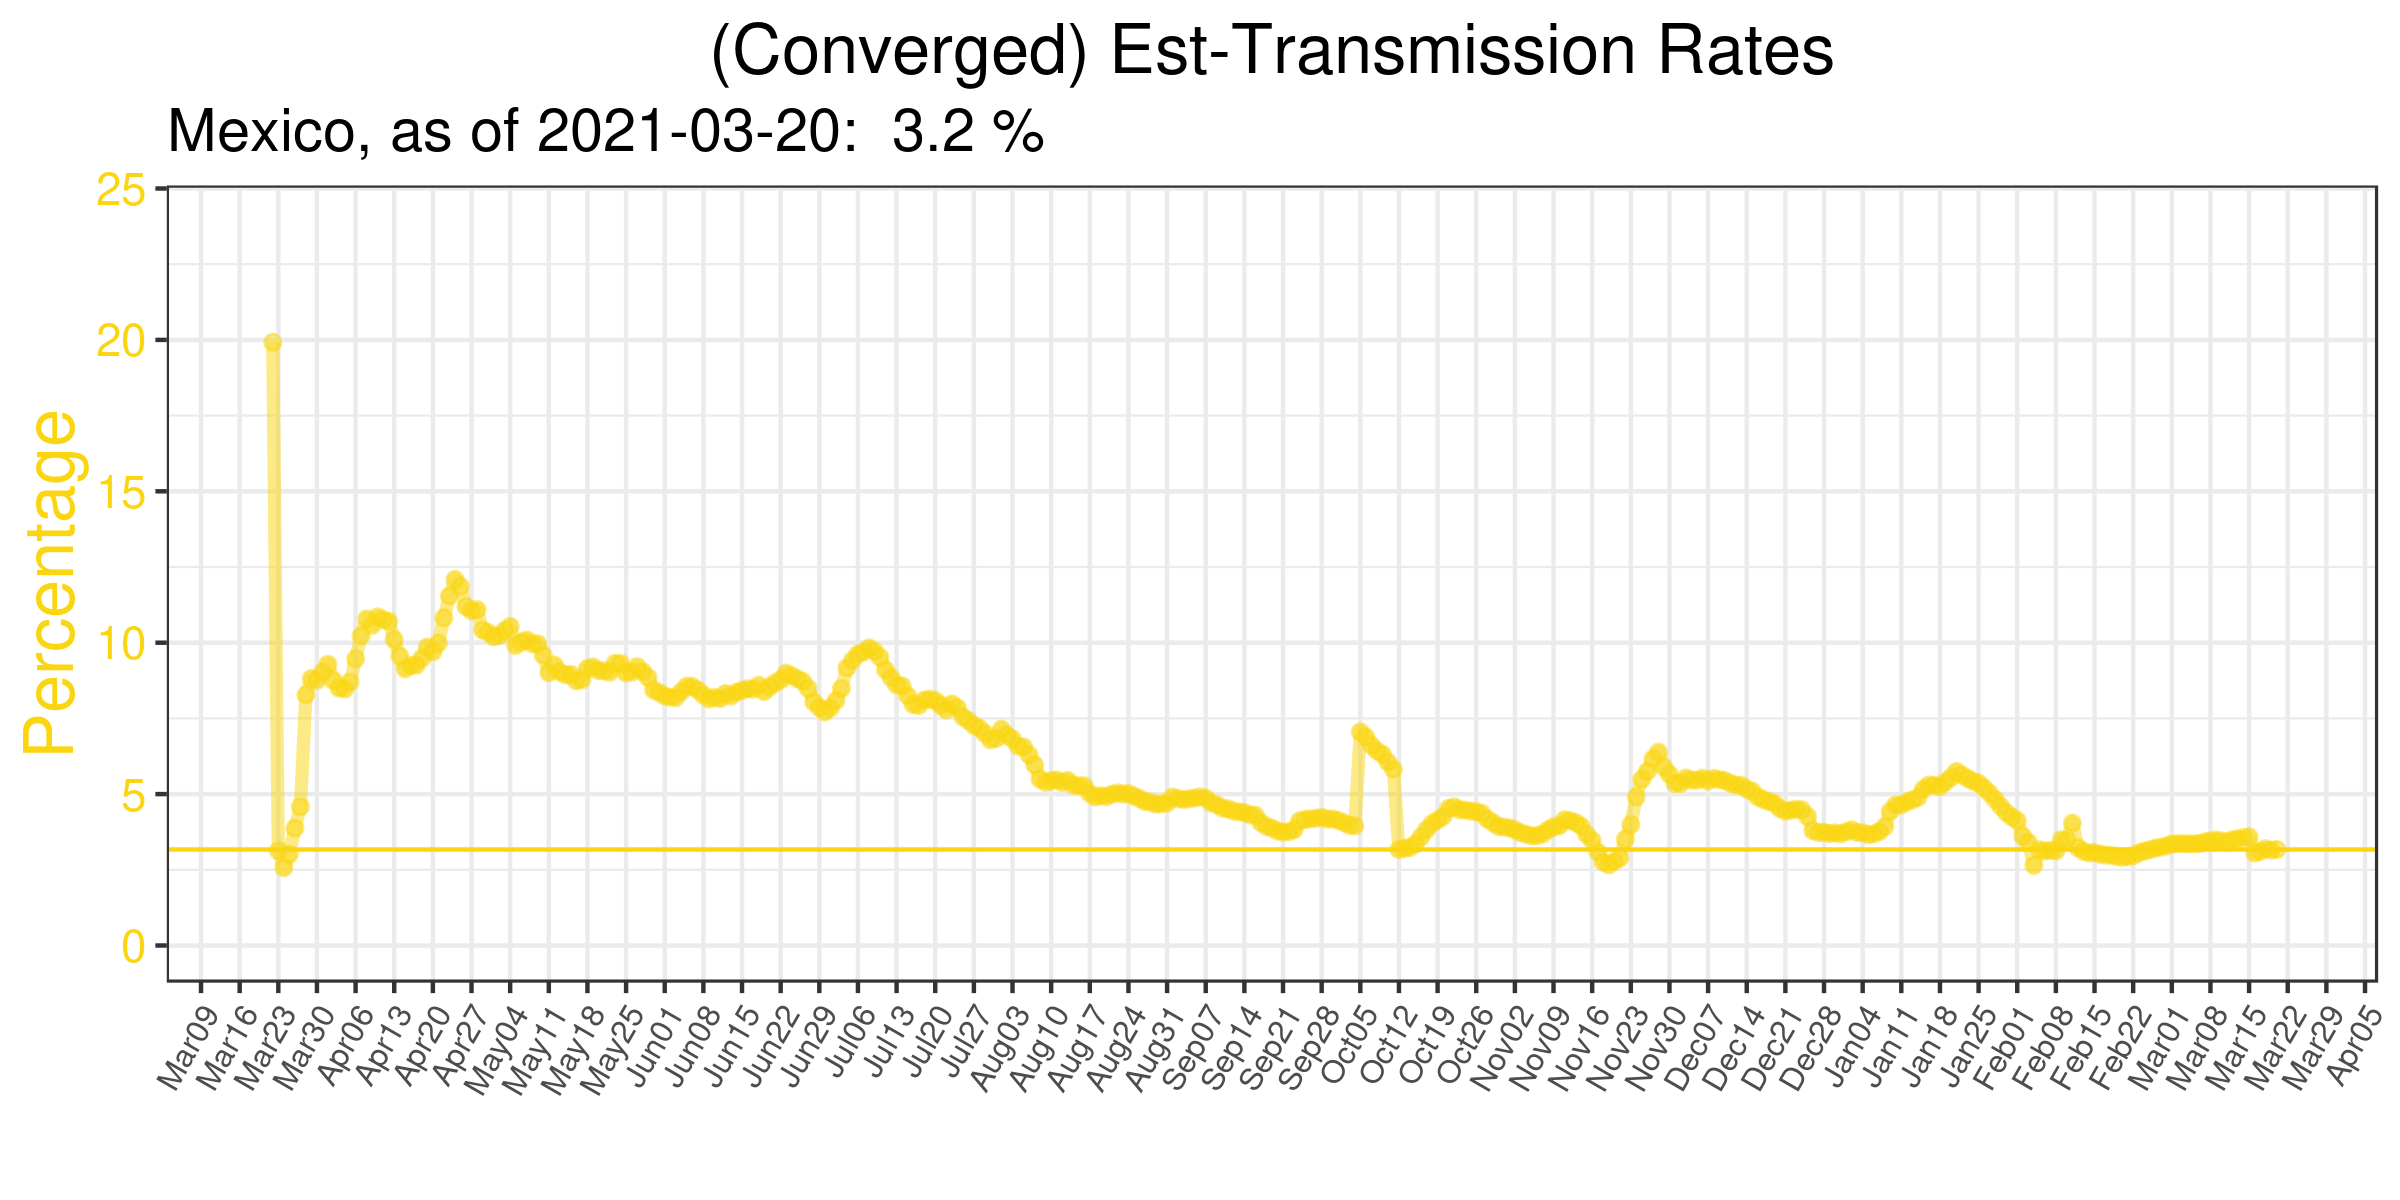 (Converged) Est-Transmission Rates
Mexico, as of 2021-03-20: 3.2 %
Percentage
25
20
15
10
5
0
Mar09
Mar16
Mar23
Mar30
Apr06
Apr13
Apr20
Apr27
May04
May11
May18
May25
Jun01
Jun08
Jun15
Jun22
Jun29
Jul06
Jul13
Jul20
Jul27
Aug03
Aug10
Aug17
Aug24
Aug31
Sep07
Sep14
Sep21
Sep28
Oct05
Oct12
Oct19
Oct26
Nov02
Nov09
Nov16
Nov23
Nov30
Dec07
Dec14
Dec21
Dec28
Dec04
Jan11
Jan18
Jan25
Feb01
Feb08
Feb15
Feb22
Mar01
Mar08
Mar15
Mar22
Mar29
Apr05